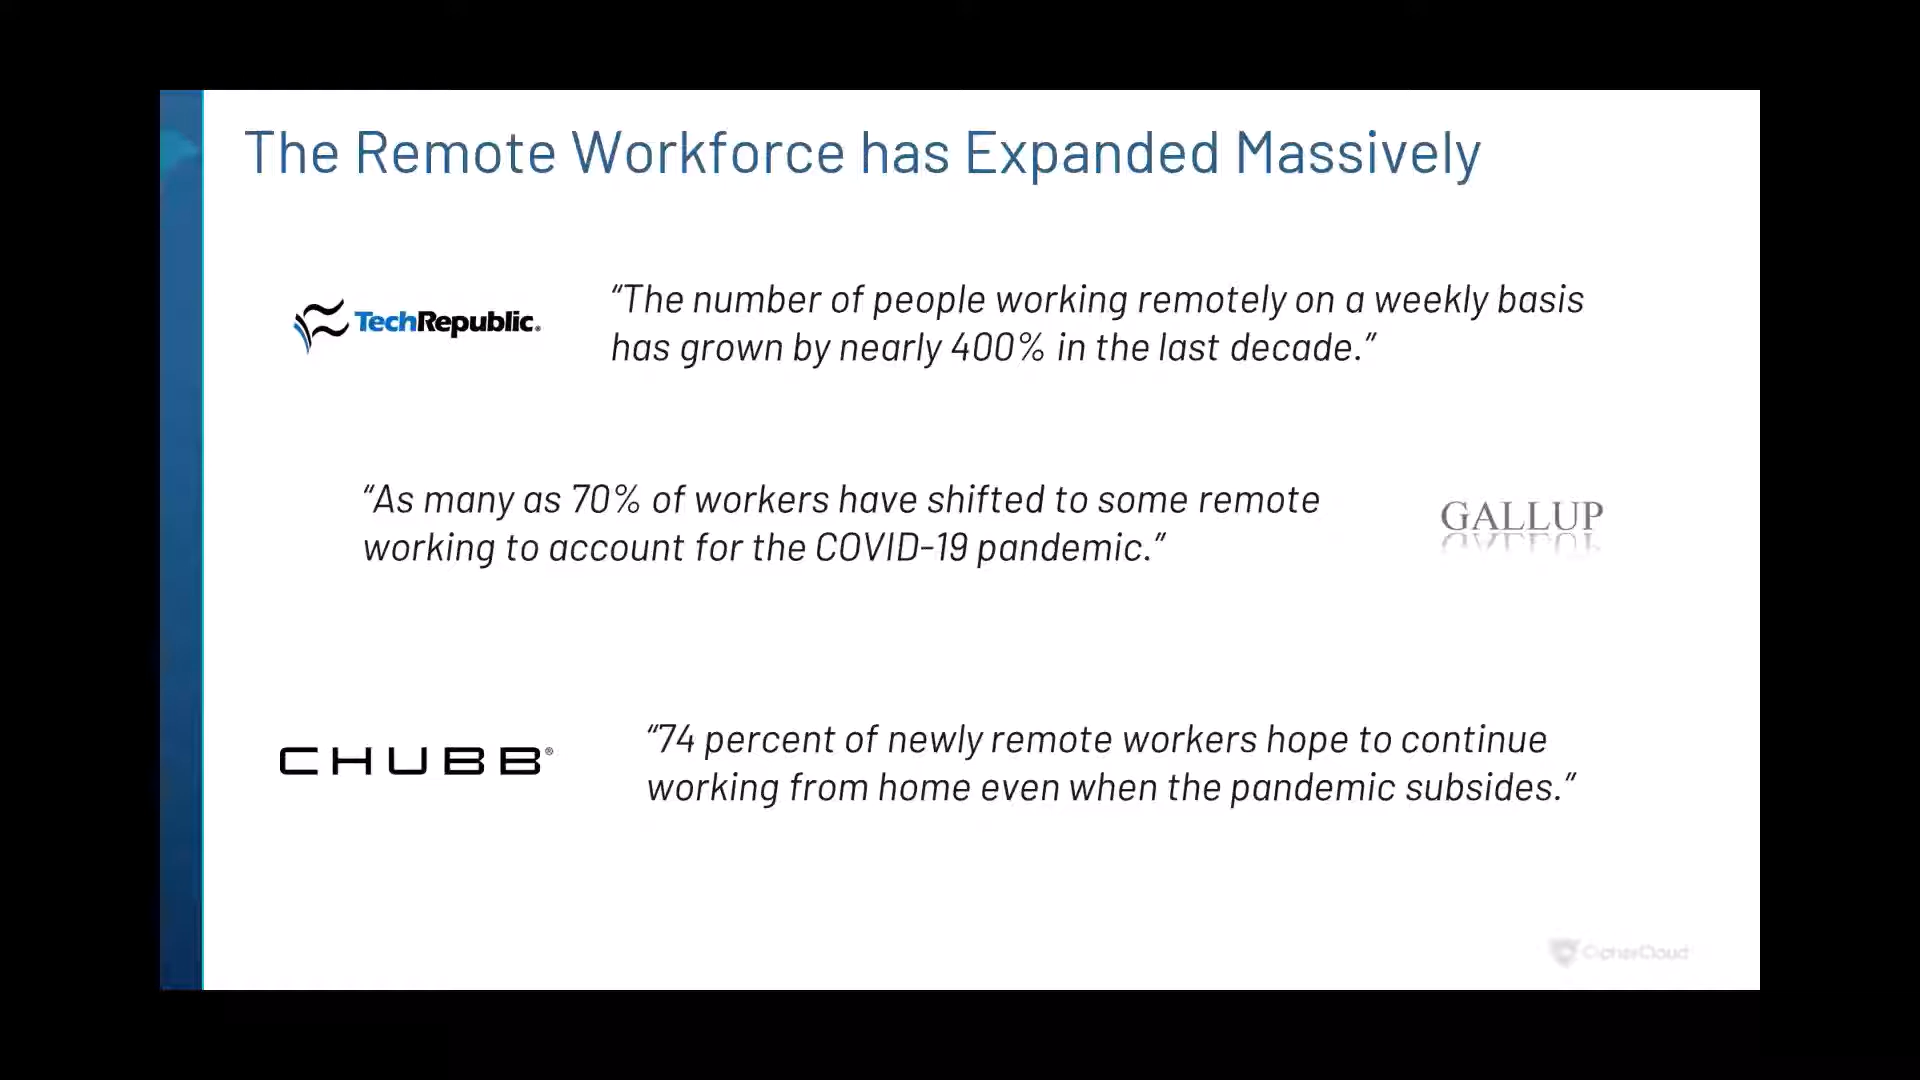 The Remote Workforce has Expanded Massively
TechRepublic.
“The number of people working remotely on a weekly basis
has grown by nearly 400% in the last decade.”
“As many as 70% of workers have shifted to some remote
working to account for the COVID-19 pandemic.”
GALLUP
CHUBB®
“74 percent of newly remote workers hope to continue
working from home even when the pandemic subsides.”
CipherCloud